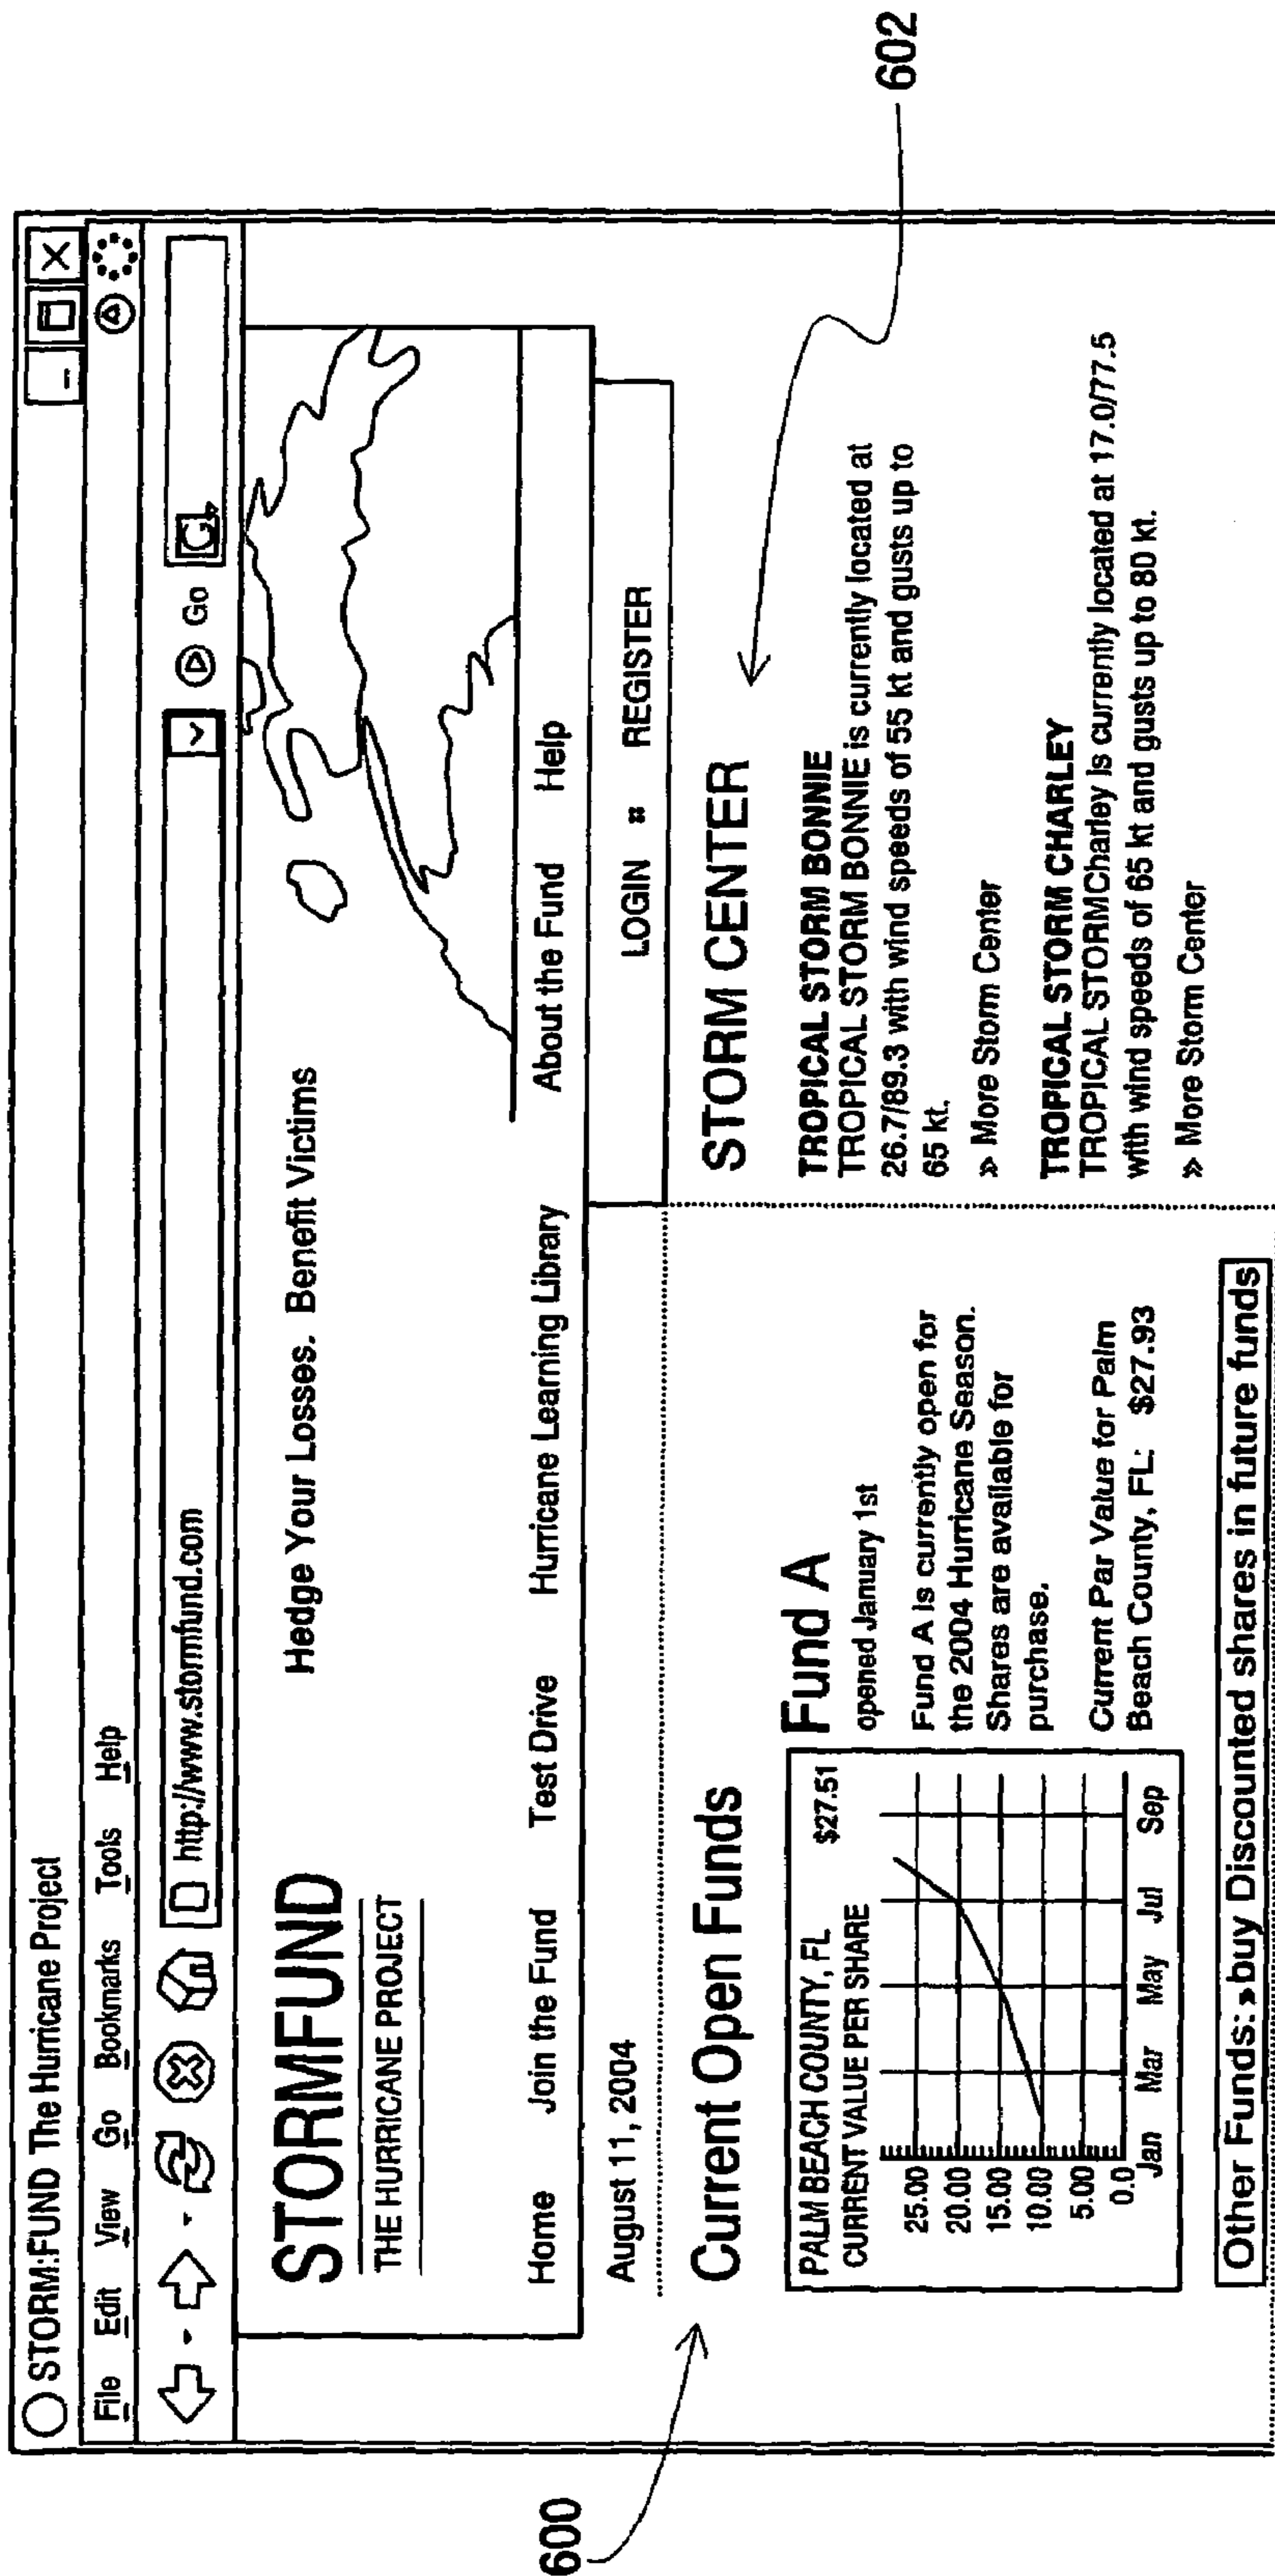 STORM:FUND The Hurricane Project
File Edit View Go Bookmarks Tools Help
http://www.stormfund.com Go G
STORMFUND
THE HURRICANE PROJECT
Hedge Your Losses. Benefit Victims
Home Join the Fund Test Drive Hurricane Learning Library About the Fund Help
August 11, 2004
LOGIN :: REGISTER
600
Current Open Funds
PALM BEACH COUNTY, FL
CURRENT VALUE PER SHARE
$27.51
25.00
20.00
15.00
10.00
5.00
0.0
Jan Mar May Jul Sep
Fund A
opened January 1st
Fund A is currently open for
the 2004 Hurricane Season.
Shares are available for
purchase.
Current Par Value for Palm
Beach County, FL: $27.93
Other Funds: »buy Discounted shares in future funds
602
STORM CENTER
TROPICAL STORM BONNIE
TROPICAL STORM BONNIE is currently located at
26.7/89.3 with wind speeds of 55 kt and gusts up to
65 kt.
» More Storm Center
TROPICAL STORM CHARLEY
TROPICAL STORMCharley is currently located at 17.0/77.5
with wind speeds of 65 kt and gusts up to 80 kt.
» More Storm Center